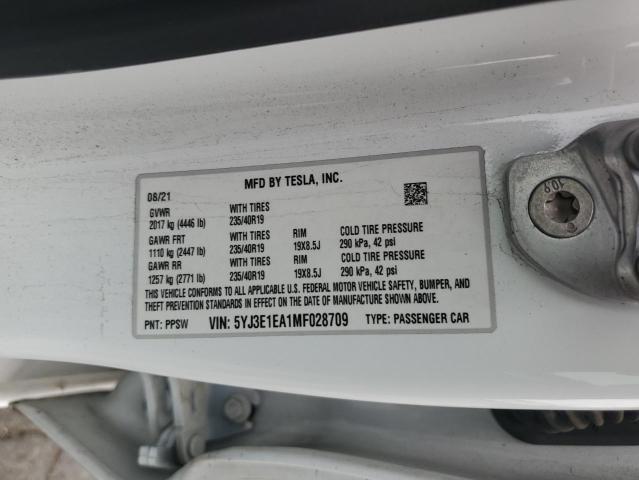 MFD BY TESLA, INC.
08/21
GVWR WITH TIRES
2017 kg (4446 lb) 235/40R19
GAWR FRT WITH TIRES RIM COLD TIRE PRESSURE
1110 kg (2447 lb) 235/40R19 19X8.5J 290 kPa, 42 psi
GAWR RR WITH TIRES RIM COLD TIRE PRESSURE
1257 kg (2771 lb) 235/40R19 19X8.5J 290 kPa, 42 psi
THIS VEHICLE CONFORMS TO ALL APPLICABLE U.S. FEDERAL MOTOR VEHICLE SAFETY, BUMPER, AND
THEFT PREVENTION STANDARDS IN EFFECT ON THE DATE OF MANUFACTURE SHOWN ABOVE.
PNT: PPSW VIN: 5YJ3E1EA1MF028709 TYPE: PASSENGER CAR
10.9